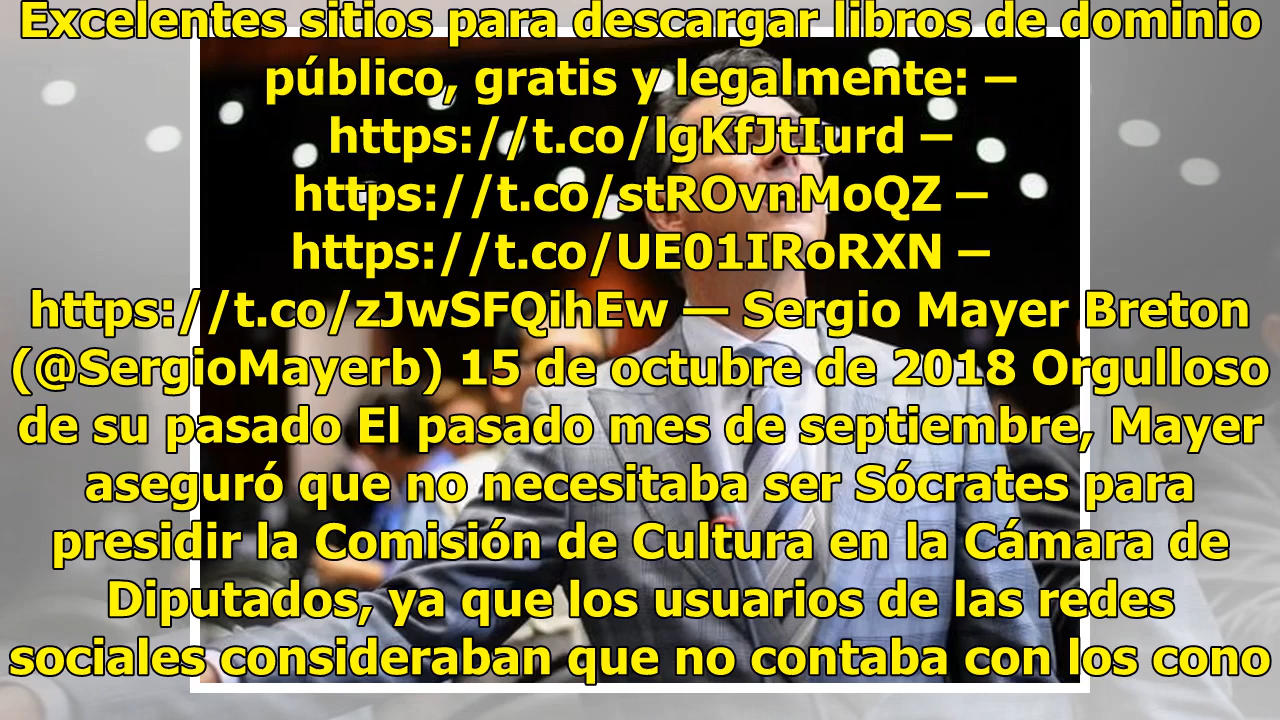 Excelentes sitios para descargar libros de dominio
público, gratis y legalmente: –
https://t.co/lgKfJtIurd –
https://t.co/stROvnMoQZ –
https://t.co/UE01IRoRXN –
https://t.co/zJwSFQihEw — Sergio Mayer Breton
(@SergioMayerb) 15 de octubre de 2018 Orgulloso
de su pasado El pasado mes de septiembre, Mayer
aseguró que no necesitaba ser Sócrates para
presidir la Comisión de Cultura en la Cámara de
Diputados, ya que los usuarios de las redes
sociales consideraban que no contaba con los cono